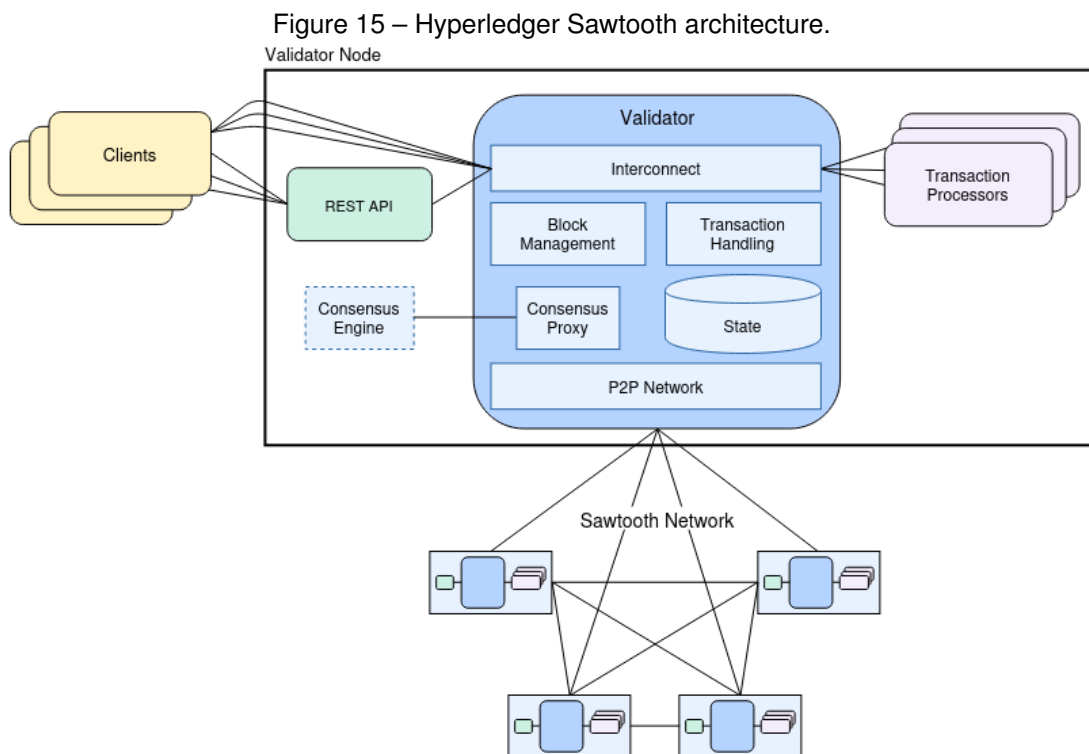 Figure 15 – Hyperledger Sawtooth architecture.
Validator Node
Validator
Clients
Interconnect
Transaction
Processors
REST API
Block
Management
Transaction
Handling
Consensus
Engine
Consensus
Proxy
State
P2P Network
Sawtooth Network